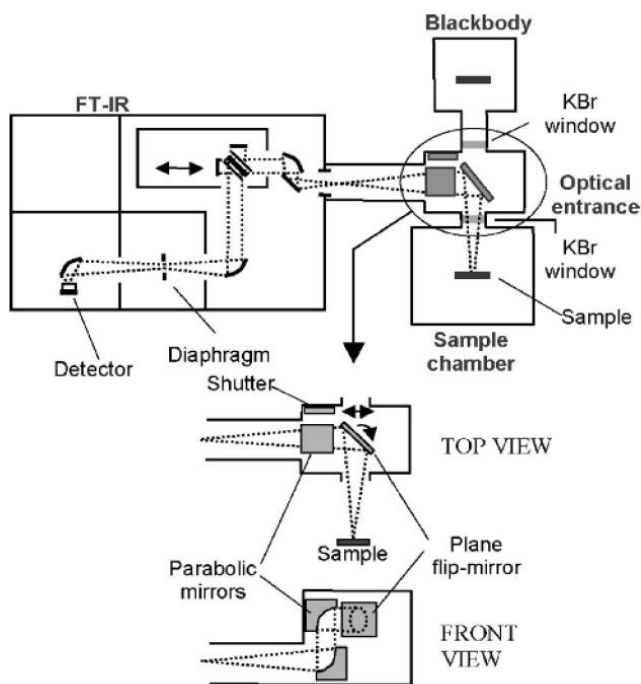 Blackbody
FT-IR
KBr
window
Optical
entrance
KBr
window
Sample
Sample
chamber
Detector
Diaphragm
Shutter
TOP VIEW
Sample
Parabolic
mirrors
Plane
flip-mirror
FRONT
VIEW